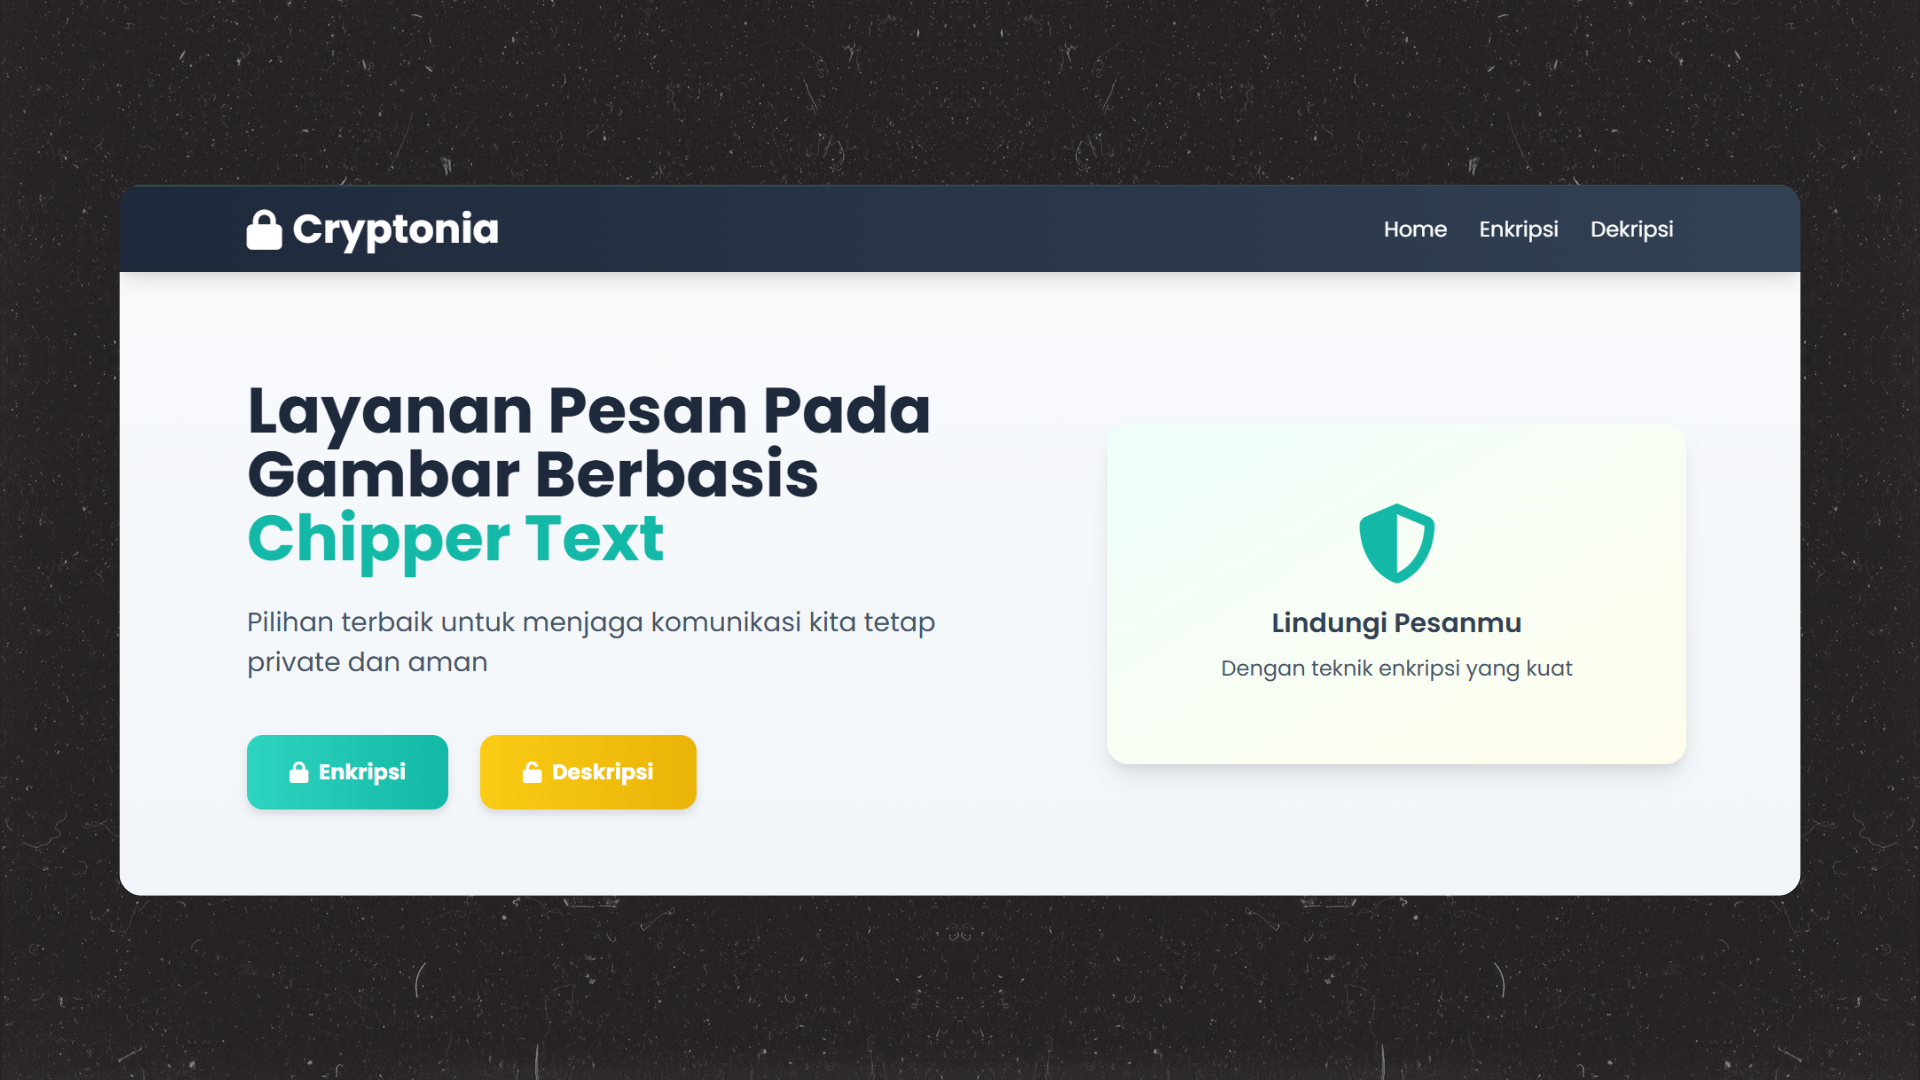 Cryptonia
Home Enkripsi Dekripsi
Layanan Pesan Pada
Gambar Berbasis
Chipper Text
Pilihan terbaik untuk menjaga komunikasi kita tetap
private dan aman
Enkripsi Deskripsi
Lindungi Pesanmu
Dengan teknik enkripsi yang kuat